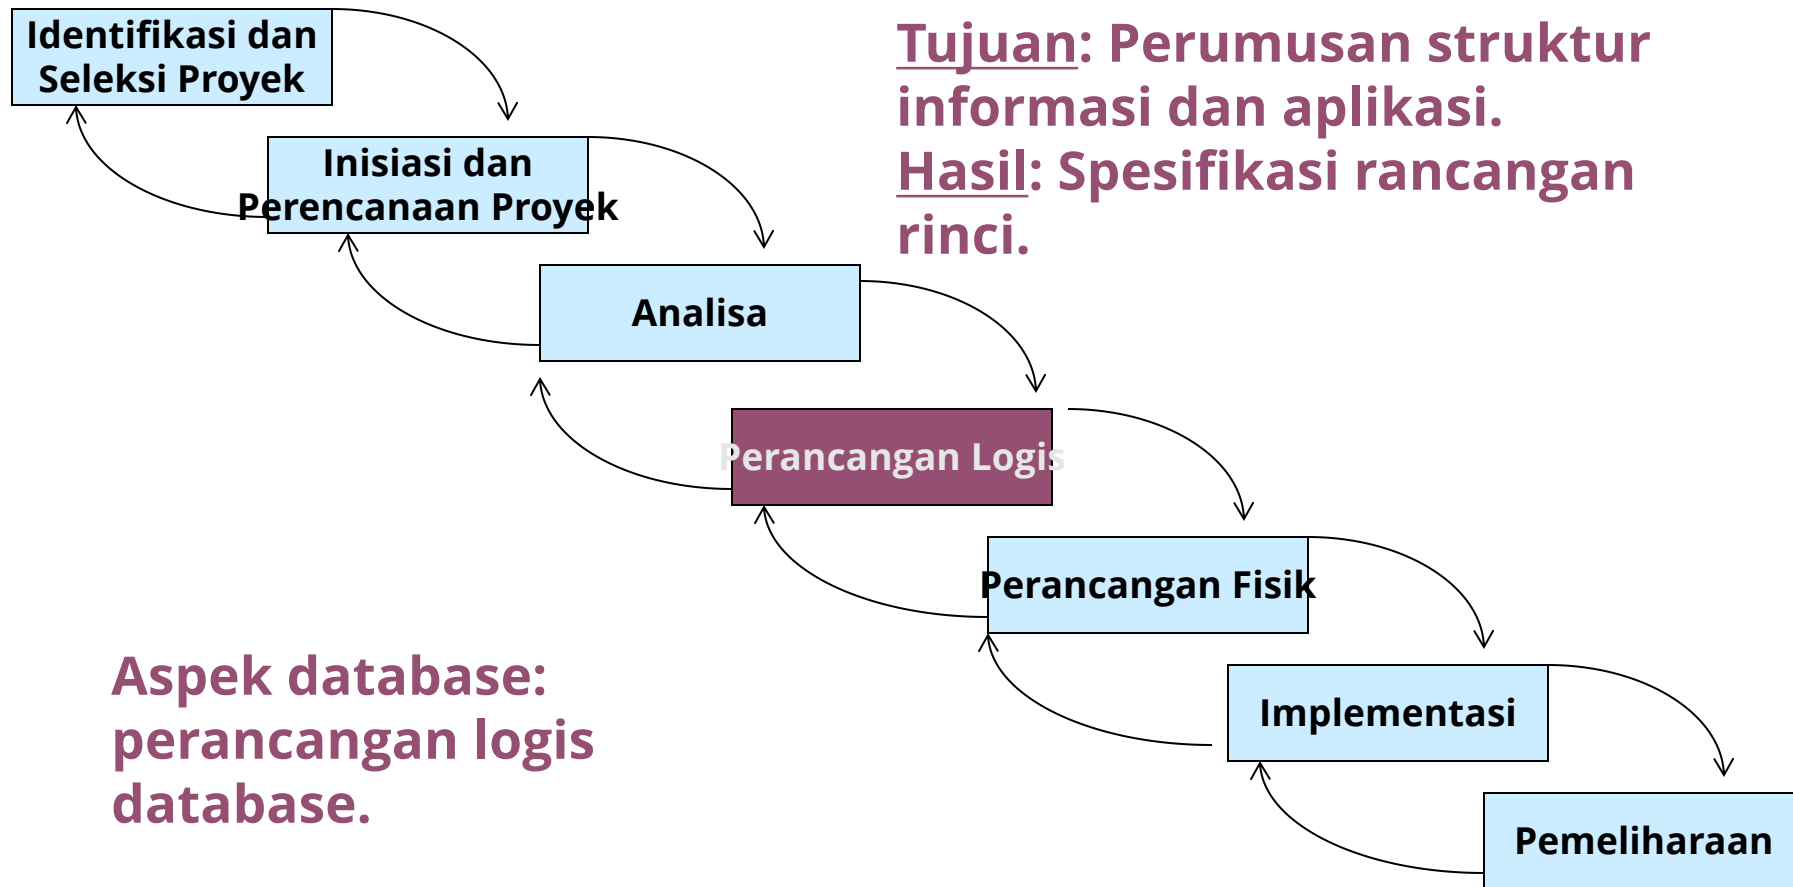 Identifikasi dan
Seleksi Proyek
Tujuan: Perumusan struktur
informasi dan aplikasi.
Hasil: Spesifikasi rancangan
rinci.
Inisiasi dan
Perencanaan Proyek
Analisa
Perancangan Logis
Perancangan Fisik
Aspek database:
perancangan logis
database.
Implementasi
Pemeliharaan